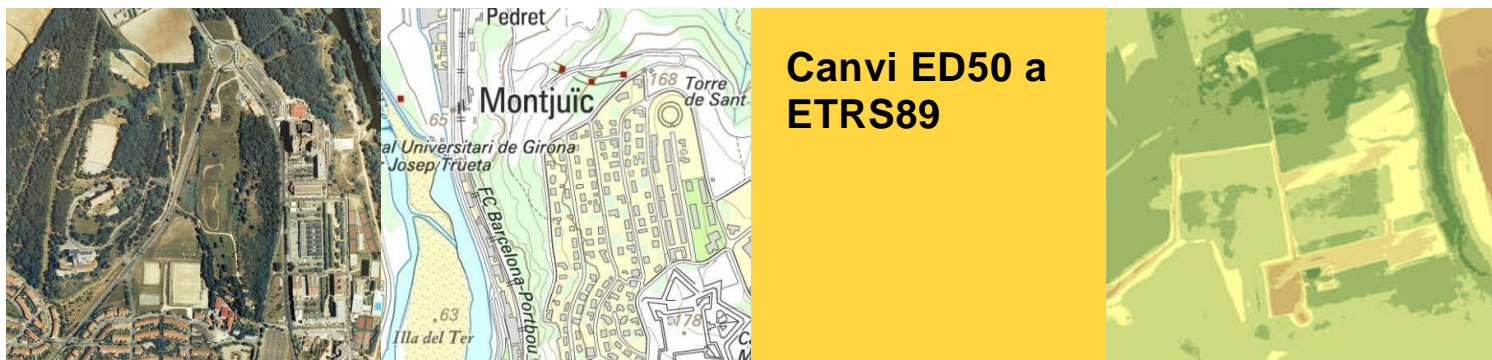 Pedret
168
Torre
de Sant
Montjuïc
65
al Universitari de Girona
r Josep Trueta
FC Barcelona-Portbou
63
Illa del Ter
178
Canvi ED50 a
ETRS89